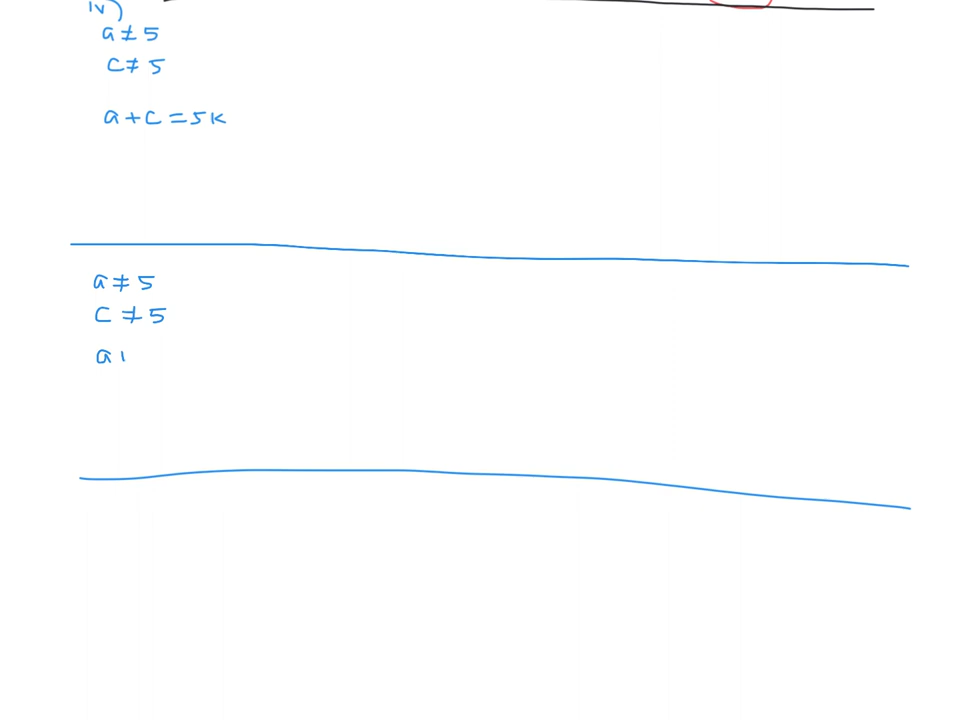 iv)
a ≠ 5
c ≠ 5
a + c = 5k
a ≠ 5
c ≠ 5
a